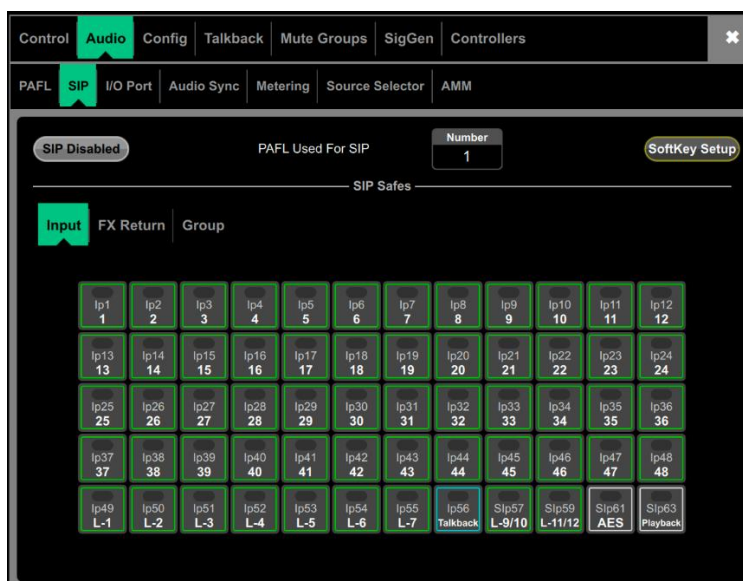 Control Audio Config Talkback Mute Groups SigGen Controllers
PAFL SIP I/O Port Audio Sync Metering Source Selector AMM
SIP Disabled PAFL Used For SIP Number 1 SoftKey Setup
SIP Safes
Input FX Return Group
Ip1 Ip2 Ip3 Ip4 Ip5 Ip6 Ip7 Ip8 Ip9 Ip10 Ip11 Ip12
1 2 3 4 5 6 7 8 9 10 11 12
Ip13 Ip14 Ip15 Ip16 Ip17 Ip18 Ip19 Ip20 Ip21 Ip22 Ip23 Ip24
13 14 15 16 17 18 19 20 21 22 23 24
Ip25 Ip26 Ip27 Ip28 Ip29 Ip30 Ip31 Ip32 Ip33 Ip34 Ip35 Ip36
25 26 27 28 29 30 31 32 33 34 35 36
Ip37 Ip38 Ip39 Ip40 Ip41 Ip42 Ip43 Ip44 Ip45 Ip46 Ip47 Ip48
37 38 39 40 41 42 43 44 45 46 47 48
Ip49 Ip50 Ip51 Ip52 Ip53 Ip54 Ip55 Ip56 SIp57 SIp59 SIp61 SIp63
L-1 L-2 L-3 L-4 L-5 L-6 L-7 Talkback L-9/10 L-11/12 AES Playback